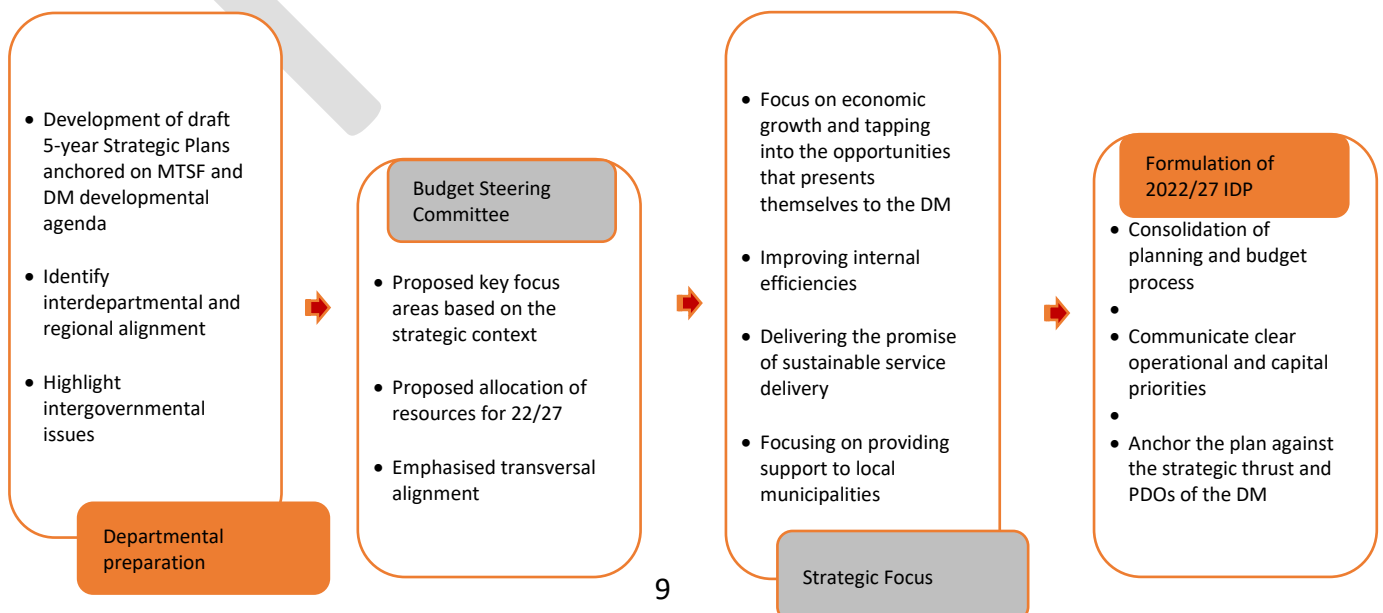 • Development of draft
5-year Strategic Plans
anchored on MTSF and
DM developmental
agenda
• Identify
interdepartmental and
regional alignment
• Highlight
intergovernmental
issues
Departmental
preparation
Budget Steering
Committee
• Proposed key focus
areas based on the
strategic context
• Proposed allocation of
resources for 22/27
• Emphasised transversal
alignment
• Focus on economic
growth and tapping
into the opportunities
that presents
themselves to the DM
• Improving internal
efficiencies
• Delivering the promise
of sustainable service
delivery
• Focusing on providing
support to local
municipalities
Strategic Focus
Formulation of
2022/27 IDP
• Consolidation of
planning and budget
process
•
• Communicate clear
operational and capital
priorities
•
• Anchor the plan against
the strategic thrust and
PDOs of the DM
9